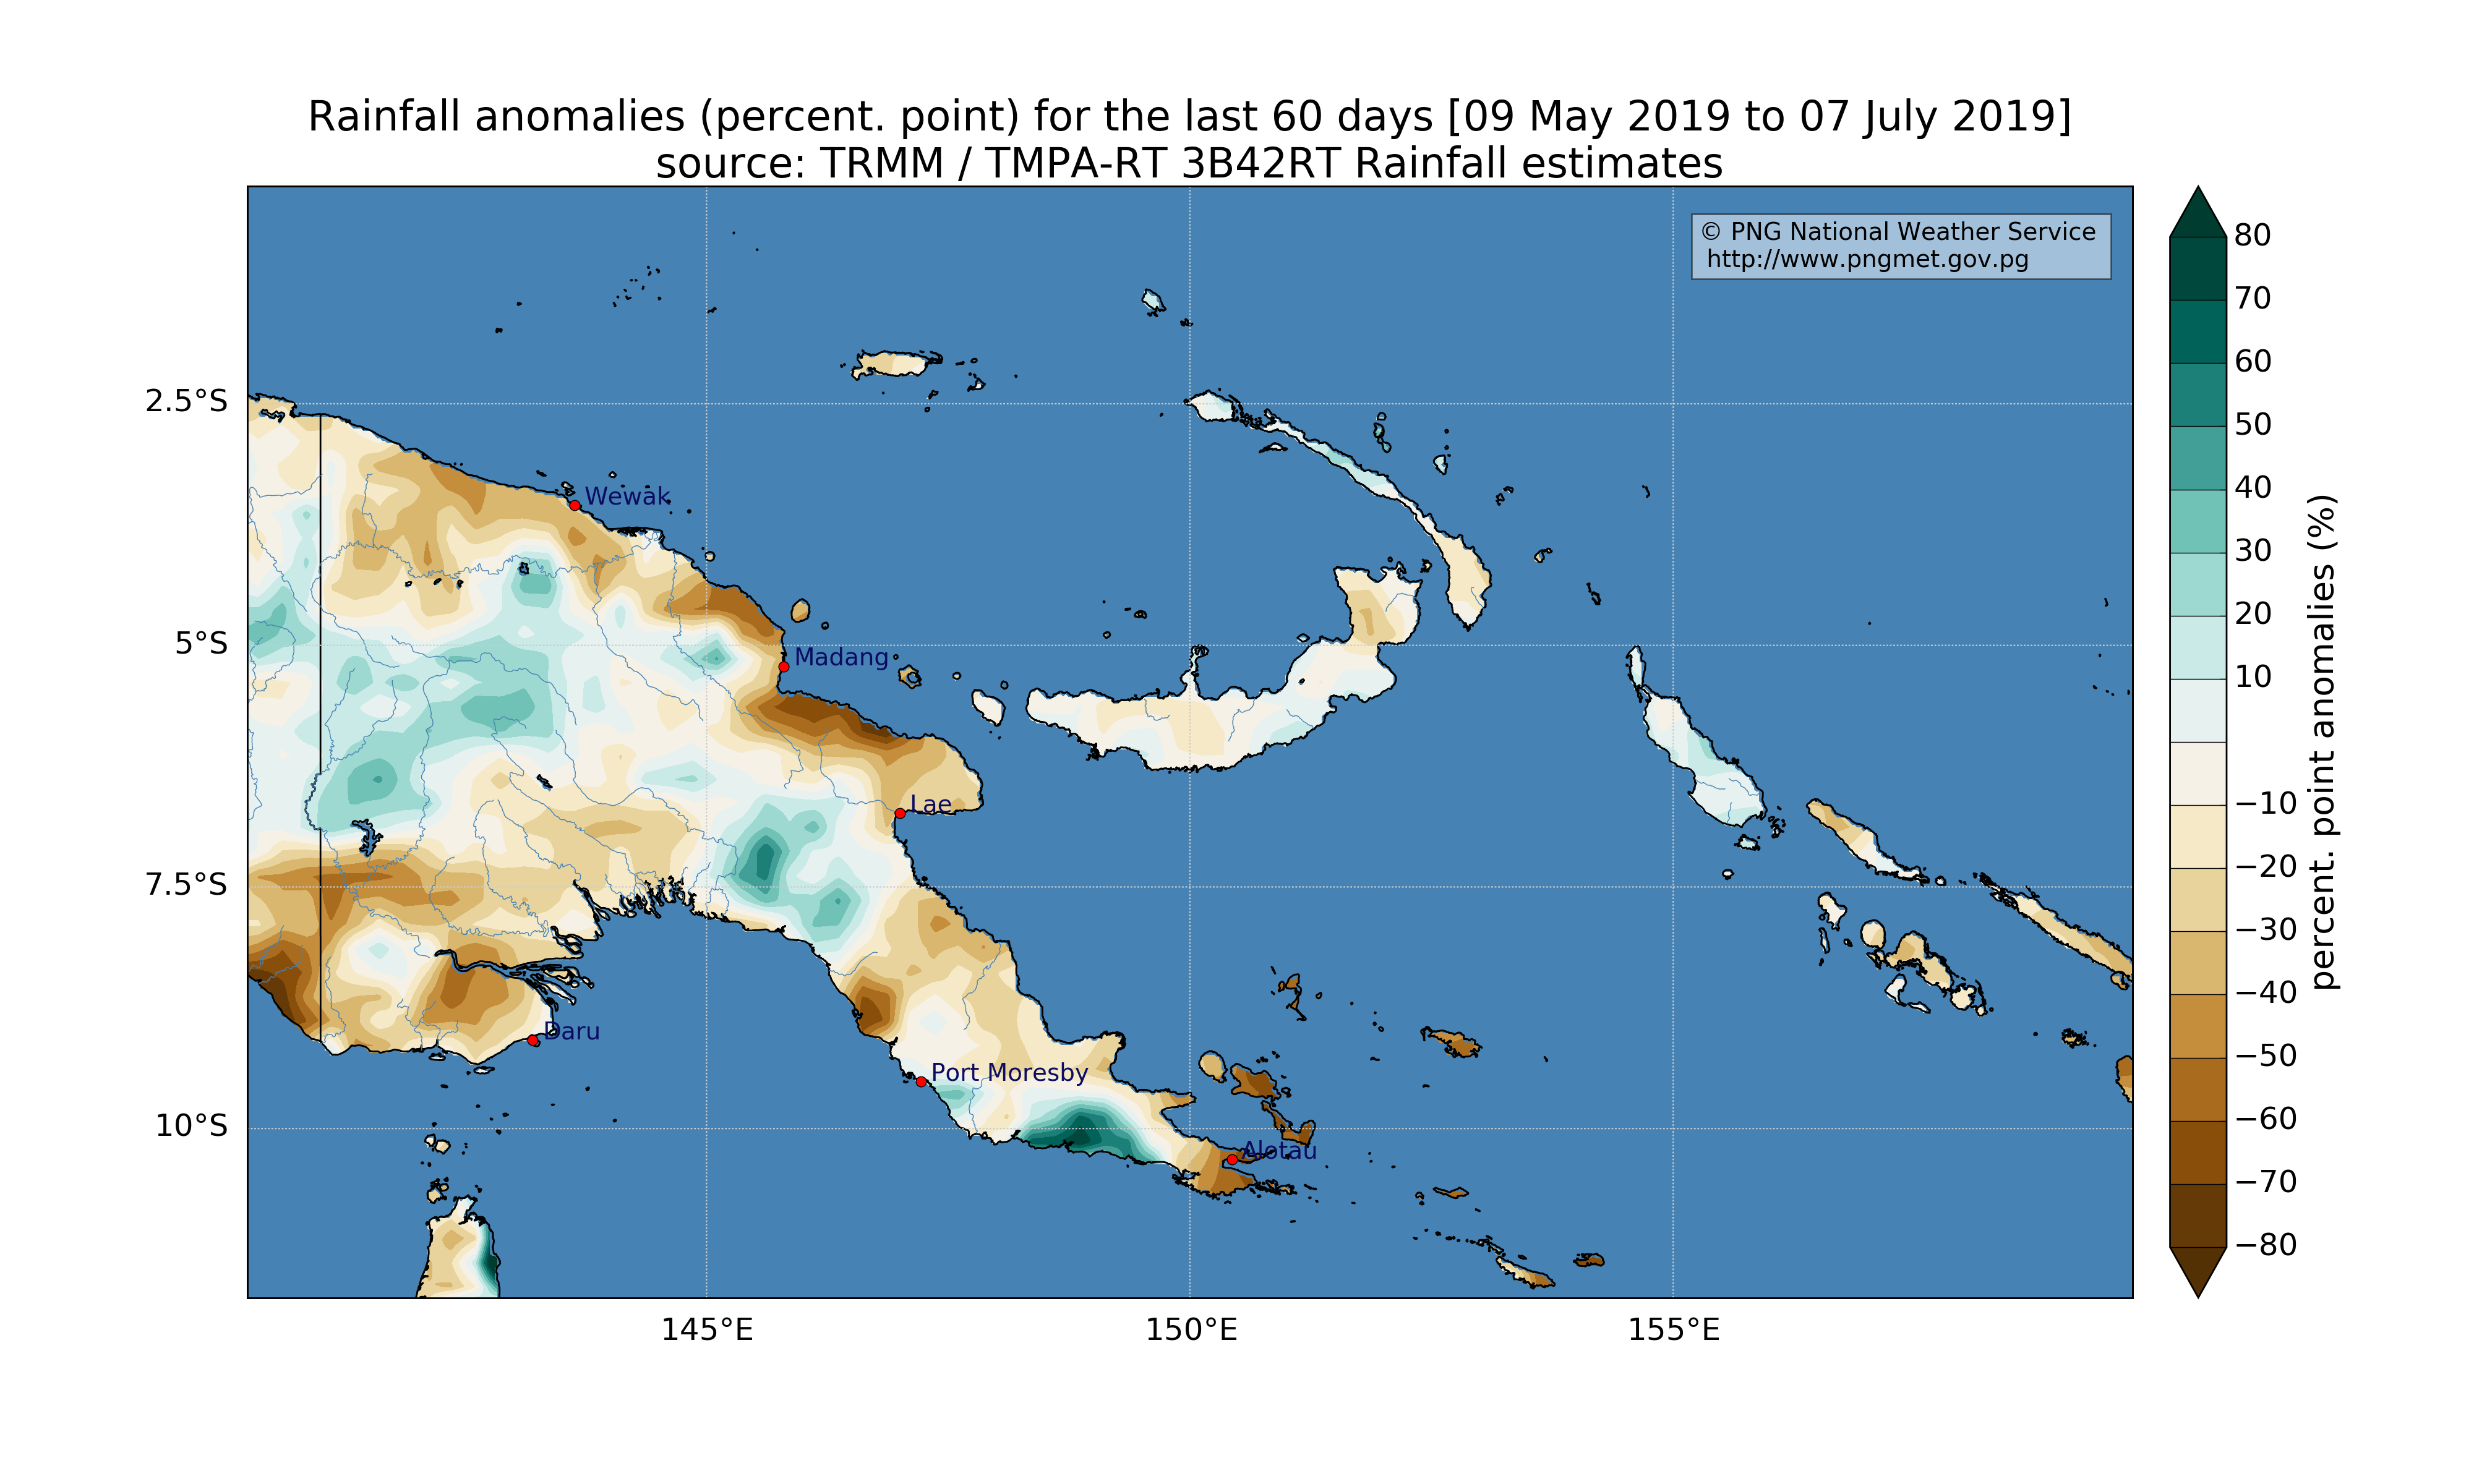 Rainfall anomalies (percent. point) for the last 60 days [09 May 2019 to 07 July 2019]
source: TRMM / TMPA-RT 3B42RT Rainfall estimates
© PNG National Weather Service
http://www.pngmet.gov.pg
2.5°S
5°S
7.5°S
10°S
145°E
150°E
155°E
Wewak
Madang
Lae
Daru
Port Moresby
Alotau
80
70
60
50
40
30
20
10
−10
−20
−30
−40
−50
−60
−70
−80
percent. point anomalies (%)